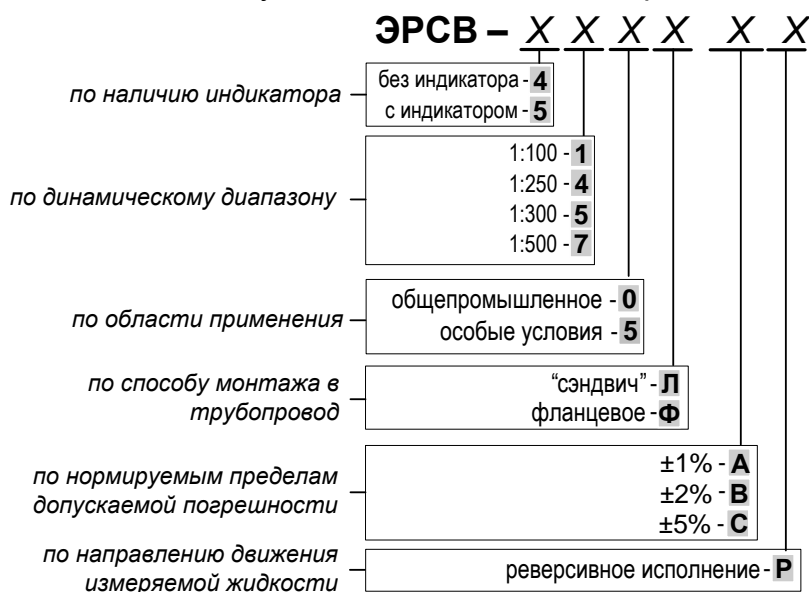 ЭРСВ – X X X X X X
по наличию индикатора
без индикатора - 4
с индикатором - 5
по динамическому диапазону
1:100 - 1
1:250 - 4
1:300 - 5
1:500 - 7
по области применения
общепромышленное - 0
особые условия - 5
по способу монтажа в
трубопровод
“сэндвич” - Л
фланцевое - Ф
по нормируемым пределам
допускаемой погрешности
±1% - А
±2% - В
±5% - С
по направлению движения
измеряемой жидкости
реверсивное исполнение - Р